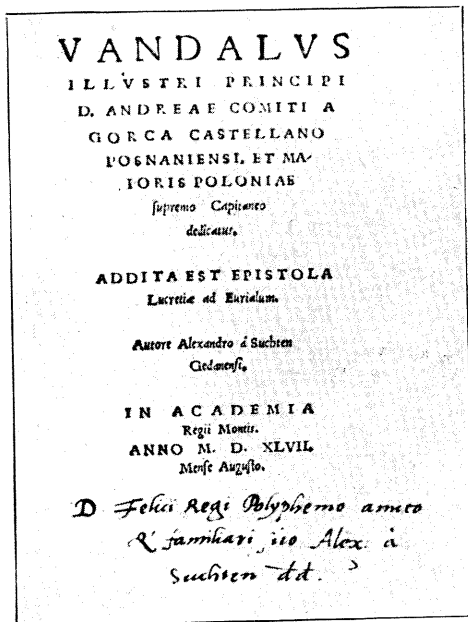 VANDALVS
ILLVSTRI PRINCIPI
D. ANDREAE COMITI A
GORCA CASTELLANO
POSNANIENSI, ET MA-
IORIS POLONIAE
supremo Capitaneo
dedicatus.
ADDITA EST EPISTOLA
Lucretiæ ad Eurialum.
Autore Alexandro á Suchten
Gedanensi.
IN ACADEMIA
Regii Montis.
ANNO M. D. XLVII.
Mense Augusto.
D Felici Regi Polyphemo amico
& familiari suo Alex. à
Suchten dd.